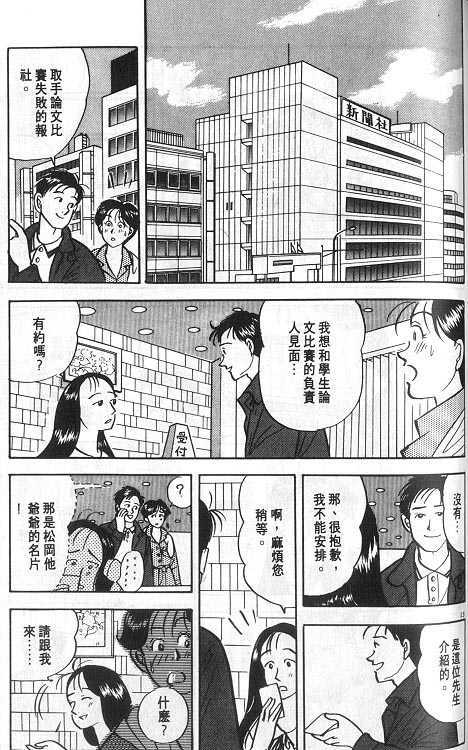 新聞社
取手論文比
賽失敗的報
社。
我想和學生論
文比賽的負責
人見面…
有約嗎？
受付
沒有…
那、很抱歉，
我不能安排。
是這位先生
介紹的。
啊，麻煩您
稍等。
？
那是松岡他
爺爺的名片
！
什麼？
請跟我
來……